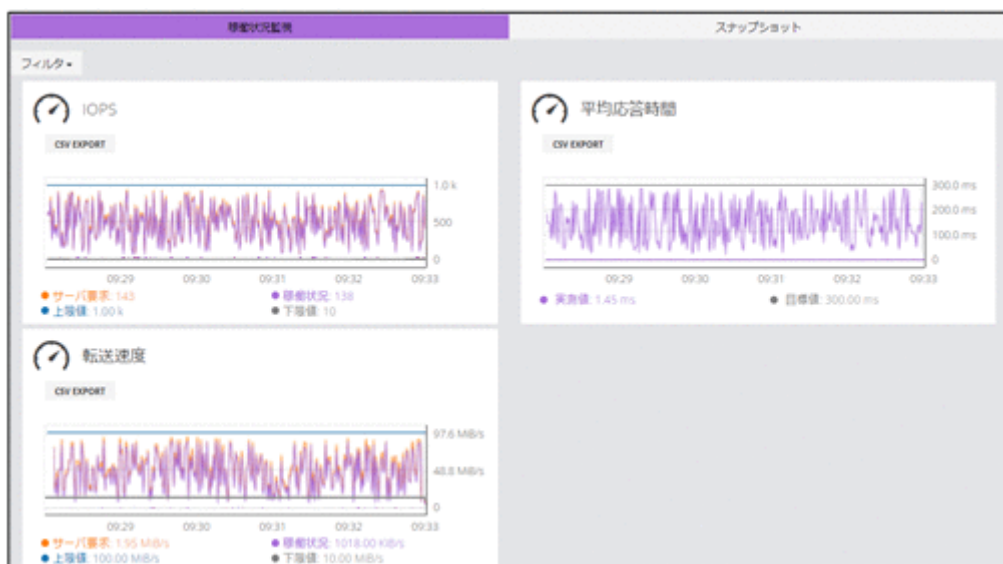 稼働状況監視
スナップショット
フィルタ
IOPS
CSV EXPORT
1.0 k
500
0
09:29 09:30 09:31 09:32 09:33
サーバ要求: 143 稼働状況: 138
上限値: 1.00 k 下限値: 10
平均応答時間
CSV EXPORT
300.0 ms
200.0 ms
100.0 ms
0
09:29 09:30 09:31 09:32 09:33
実測値: 1.45 ms 目標値: 300.00 ms
転送速度
CSV EXPORT
97.6 MiB/s
48.8 MiB/s
0
09:29 09:30 09:31 09:32 09:33
サーバ要求: 1.95 MiB/s 稼働状況: 1018.00 KiB/s
上限値: 100.00 MiB/s 下限値: 10.00 MiB/s